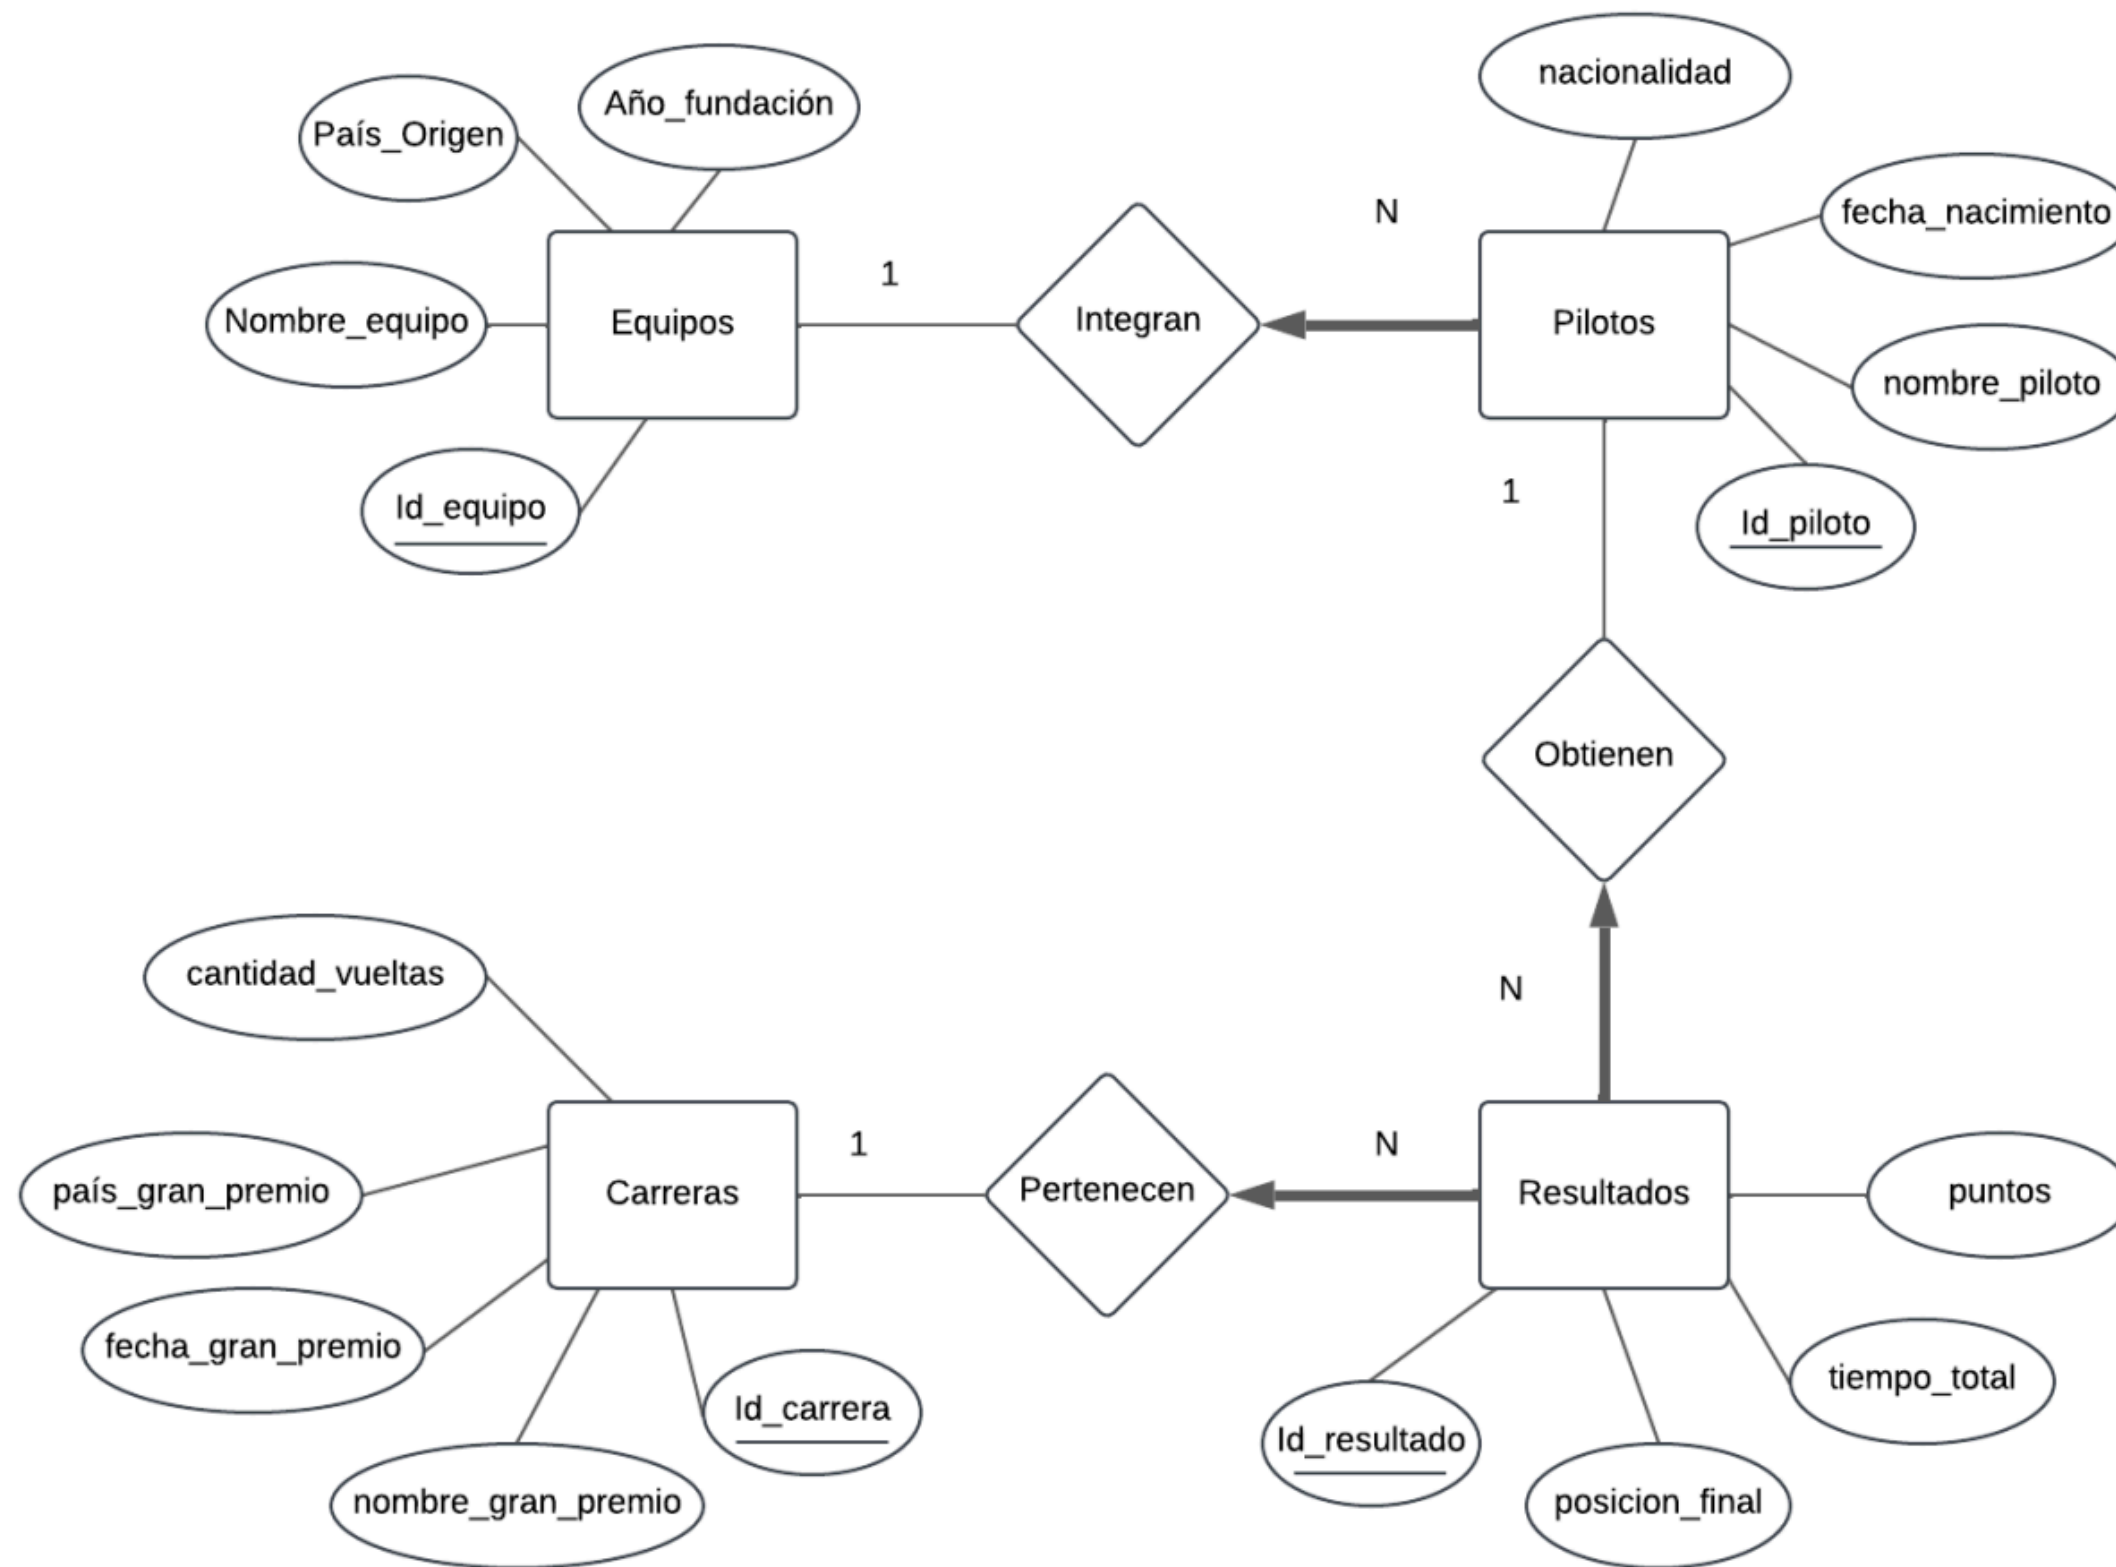 nacionalidad
Año_fundación
País_Origen
fecha_nacimiento
N
1
Nombre_equipo
Equipos
Integran
Pilotos
nombre_piloto
1
Id_equipo
Id_piloto
Obtienen
cantidad_vueltas
N
1
N
país_gran_premio
Carreras
Pertenecen
Resultados
puntos
fecha_gran_premio
tiempo_total
Id_carrera
Id_resultado
nombre_gran_premio
posicion_final